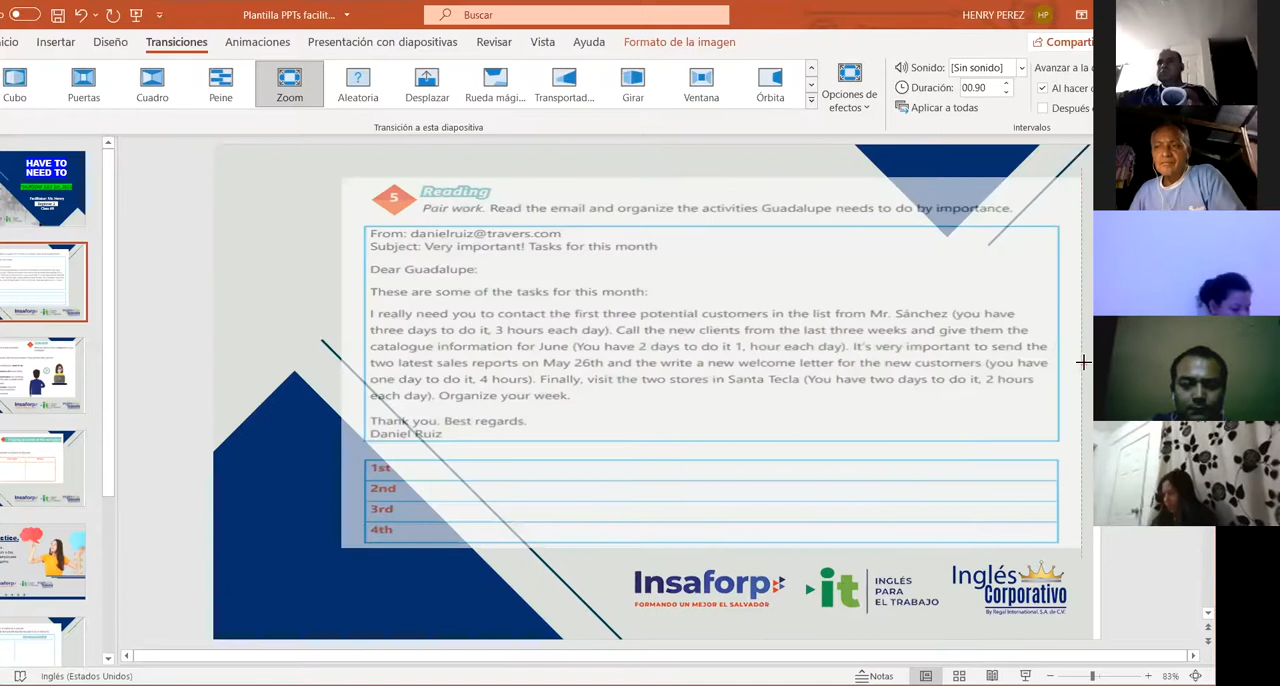 Plantilla PPTs facilit...
Buscar
HENRY PEREZ
HP
Insertar
Diseño
Transiciones
Animaciones
Presentación con diapositivas
Revisar
Vista
Ayuda
Formato de la imagen
Cubo
Puertas
Cuadro
Peine
Zoom
Aleatoria
Desplazar
Rueda mági...
Transportad...
Girar
Ventana
Órbita
Opciones de
efectos
Sonido: [Sin sonido]
Duración: 00.90
Aplicar a todas
Transición a esta diapositiva
Intervalos
HAVE TO
NEED TO
5 Reading
Pair work. Read the email and organize the activities Guadalupe needs to do by importance.
From: danielruiz@travers.com
Subject: Very important! Tasks for this month
Dear Guadalupe:
These are some of the tasks for this month:
I really need you to contact the first three potential customers in the list from Mr. Sánchez (you have
three days to do it, 3 hours each day). Call the new clients from the last three weeks and give them the
catalogue information for June (You have 2 days to do it 1, hour each day). It's very important to send the
two latest sales reports on May 26th and the write a new welcome letter for the new customers (you have
one day to do it, 4 hours). Finally, visit the two stores in Santa Tecla (You have two days to do it, 2 hours
each day). Organize your week.
Thank you. Best regards.
Daniel Ruiz
1st
2nd
3rd
4th
Insaforp
FORMANDO UN MEJOR EL SALVADOR
it
INGLÉS
PARA
EL TRABAJO
Inglés
Corporativo
By Regal International, S.A. de C.V.
Inglés (Estados Unidos)
Notas
83%